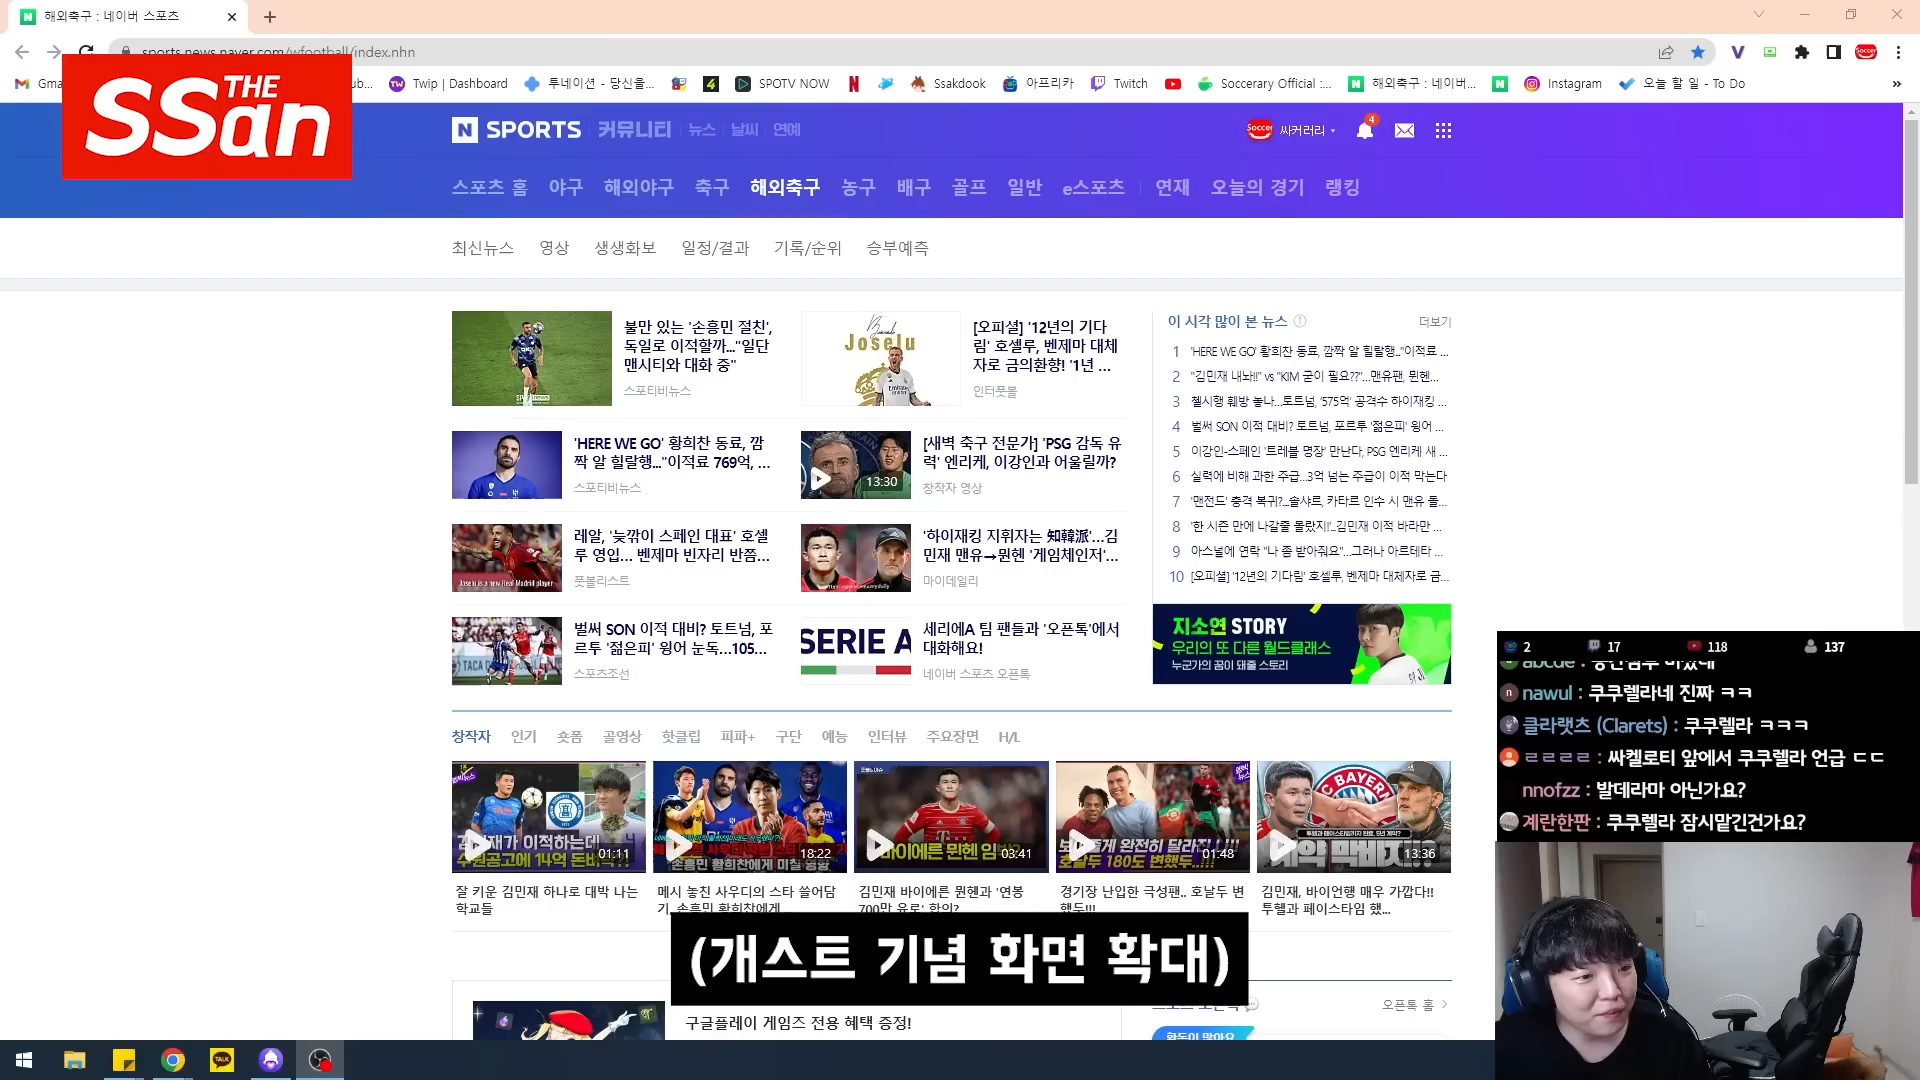 해외축구 : 네이버 스포츠
sports.news.naver.com/wfootball/index.nhn
THE
SSan
Twip | Dashboard
투네이션 - 당신을...
SPOTV NOW
Ssakdook
아프리카
Twitch
Soccerary Official :...
해외축구 : 네이버...
Instagram
오늘 할 일 - To Do
N SPORTS 커뮤니티 뉴스 날씨 연예
Soccer 싸커러리
4
스포츠 홈 야구 해외야구 축구 해외축구 농구 배구 골프 일반 e스포츠 연재 오늘의 경기 랭킹
최신뉴스 영상 생생화보 일정/결과 기록/순위 승부예측
불만 있는 '손흥민 절친',
독일로 이적할까..."일단
맨시티와 대화 중"
스포티비뉴스
Joselu
[오피셜] '12년의 기다
림' 호셀루, 벤제마 대체
자로 금의환향! '1년 ...
인터풋볼
'HERE WE GO' 황희찬 동료, 깜
짝 알 힐랄행..."이적료 769억, ...
스포티비뉴스
13:30
[새벽 축구 전문가] 'PSG 감독 유
력' 엔리케, 이강인과 어울릴까?
창작자 영상
Joselu is a new Real Madrid player
레알, '늦깎이 스페인 대표' 호셀
루 영입... 벤제마 빈자리 반쯤...
풋볼리스트
'하이재킹 지휘자는 知韓派'...김
민재 맨유→뮌헨 '게임체인저'...
마이데일리
벌써 SON 이적 대비? 토트넘, 포
르투 '젊은피' 윙어 눈독...105...
스포츠조선
SERIE A
세리에A 팀 팬들과 '오픈톡'에서
대화해요!
네이버 스포츠 오픈톡
이 시각 많이 본 뉴스
더보기
1 'HERE WE GO' 황희찬 동료, 깜짝 알 힐랄행..."이적료 ...
2 "김민재 내놔!!" vs "KIM 굳이 필요??"...맨유팬, 뮌헨...
3 첼시행 훼방 놓나...토트넘, '575억' 공격수 하이재킹 ...
4 벌써 SON 이적 대비? 토트넘, 포르투 '젊은피' 윙어 ...
5 이강인-스페인 '트레블 명장' 만난다, PSG 엔리케 새 ...
6 실력에 비해 과한 주급...3억 넘는 주급이 이적 막는다
7 '맨전드' 충격 복귀?...솔샤르, 카타르 인수 시 맨유 돌...
8 '한 시즌 만에 나갈줄 몰랐지!'...김민재 이적 바라만 ...
9 아스널에 연락 "나 좀 받아줘요"...그러나 아르테타 ...
10 [오피셜] '12년의 기다림' 호셀루, 벤제마 대체자로 금...
지소연 STORY
우리의 또 다른 월드클래스
누군가의 꿈이 돼줄 스토리
창작자 인기 숏폼 골영상 핫클립 피파+ 구단 예능 인터뷰 주요장면 H/L
01:11
18:22
03:41
01:48
13:36
잘 키운 김민재 하나로 대박 나는
학교들
메시 놓친 사우디의 스타 쓸어담
기, 손흥민 황희찬에게...
김민재 바이에른 뮌헨과 '연봉
700만 유로' 합의?
경기장 난입한 극성팬.. 호날두 변
했두!!!
김민재, 바이언행 매우 가깝다!!
투헬과 페이스타임 했...
(개스트 기념 화면 확대)
구글플레이 게임즈 전용 혜택 증정!
오픈톡 홈
2 17 118 137
nawul : 쿠쿠렐라네 진짜 ㅋㅋ
클라랫츠 (Clarets) : 쿠쿠렐라 ㅋㅋㅋ
ㄹㄹㄹㄹ : 싸켈로티 앞에서 쿠쿠렐라 언급 ㄷㄷ
nnofzz : 발데라마 아닌가요?
계란한판 : 쿠쿠렐라 잠시맡긴건가요?
TALK